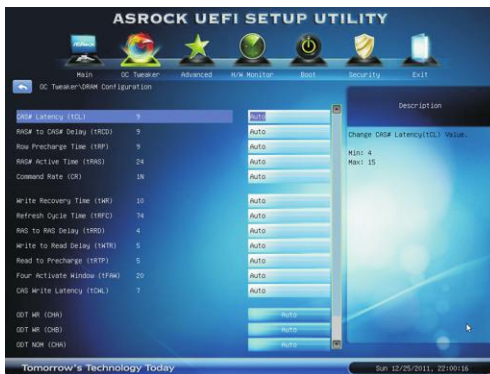 ASROCK UEFI SETUP UTILITY
Main OC Tweaker Advanced H/W Monitor Boot Security Exit
OC Tweaker\DRAM Configuration
Description
CAS# Latency (tCL) 9 Auto
Change CAS# Latency(tCL) Value.
Min: 4
Max: 15
RAS# to CAS# Delay (tRCD) 9 Auto
Row Precharge Time (tRP) 9 Auto
RAS# Active Time (tRAS) 24 Auto
Command Rate (CR) 1N Auto
Write Recovery Time (tWR) 10 Auto
Refresh Cycle Time (tRFC) 74 Auto
RAS to RAS Delay (tRRD) 4 Auto
Write to Read Delay (tWTR) 5 Auto
Read to Precharge (tRTP) 5 Auto
Four Activate Window (tFAW) 20 Auto
CAS Write Latency (tCWL) 7 Auto
ODT WR (CHA) Auto
ODT WR (CHB) Auto
ODT NOM (CHA) Auto
Tomorrow's Technology Today
Sun 12/25/2011, 22:00:16